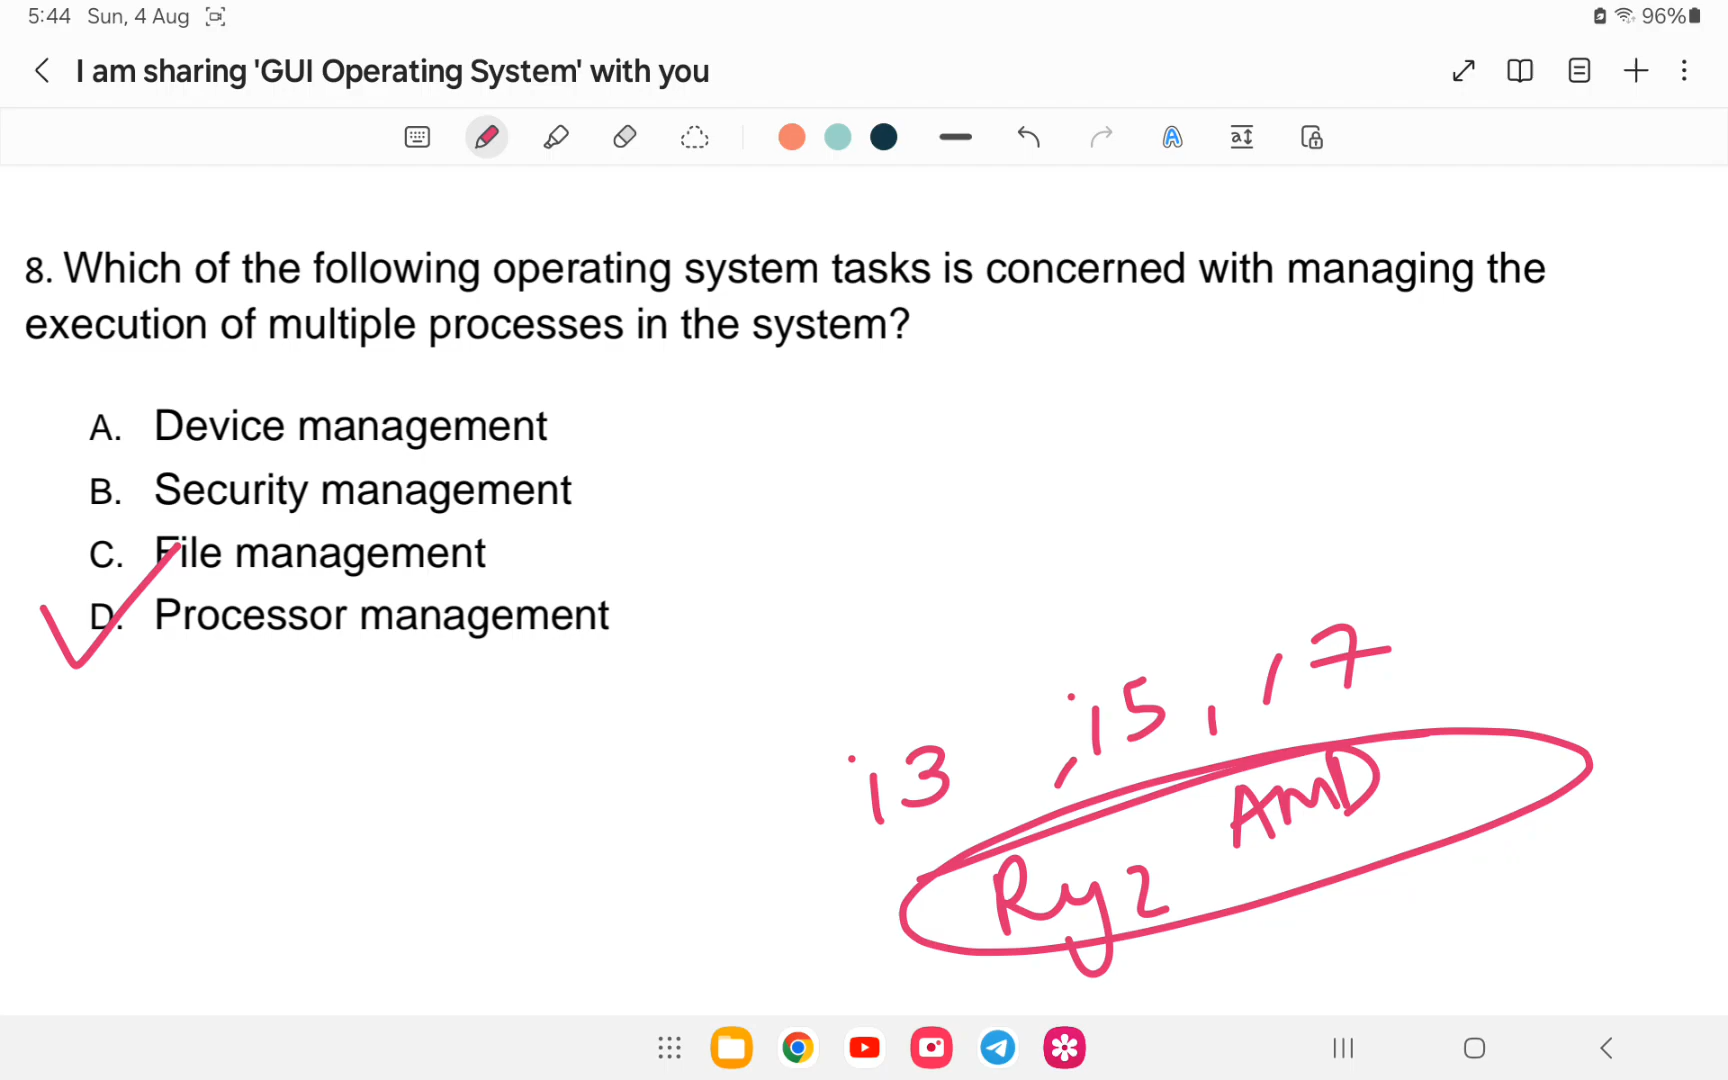 5:44 Sun, 4 Aug 96%
I am sharing 'GUI Operating System' with you
8. Which of the following operating system tasks is concerned with managing the
execution of multiple processes in the system?
A. Device management
B. Security management
C. File management
D. Processor management
i3, i5, i7
AMD
Ryz